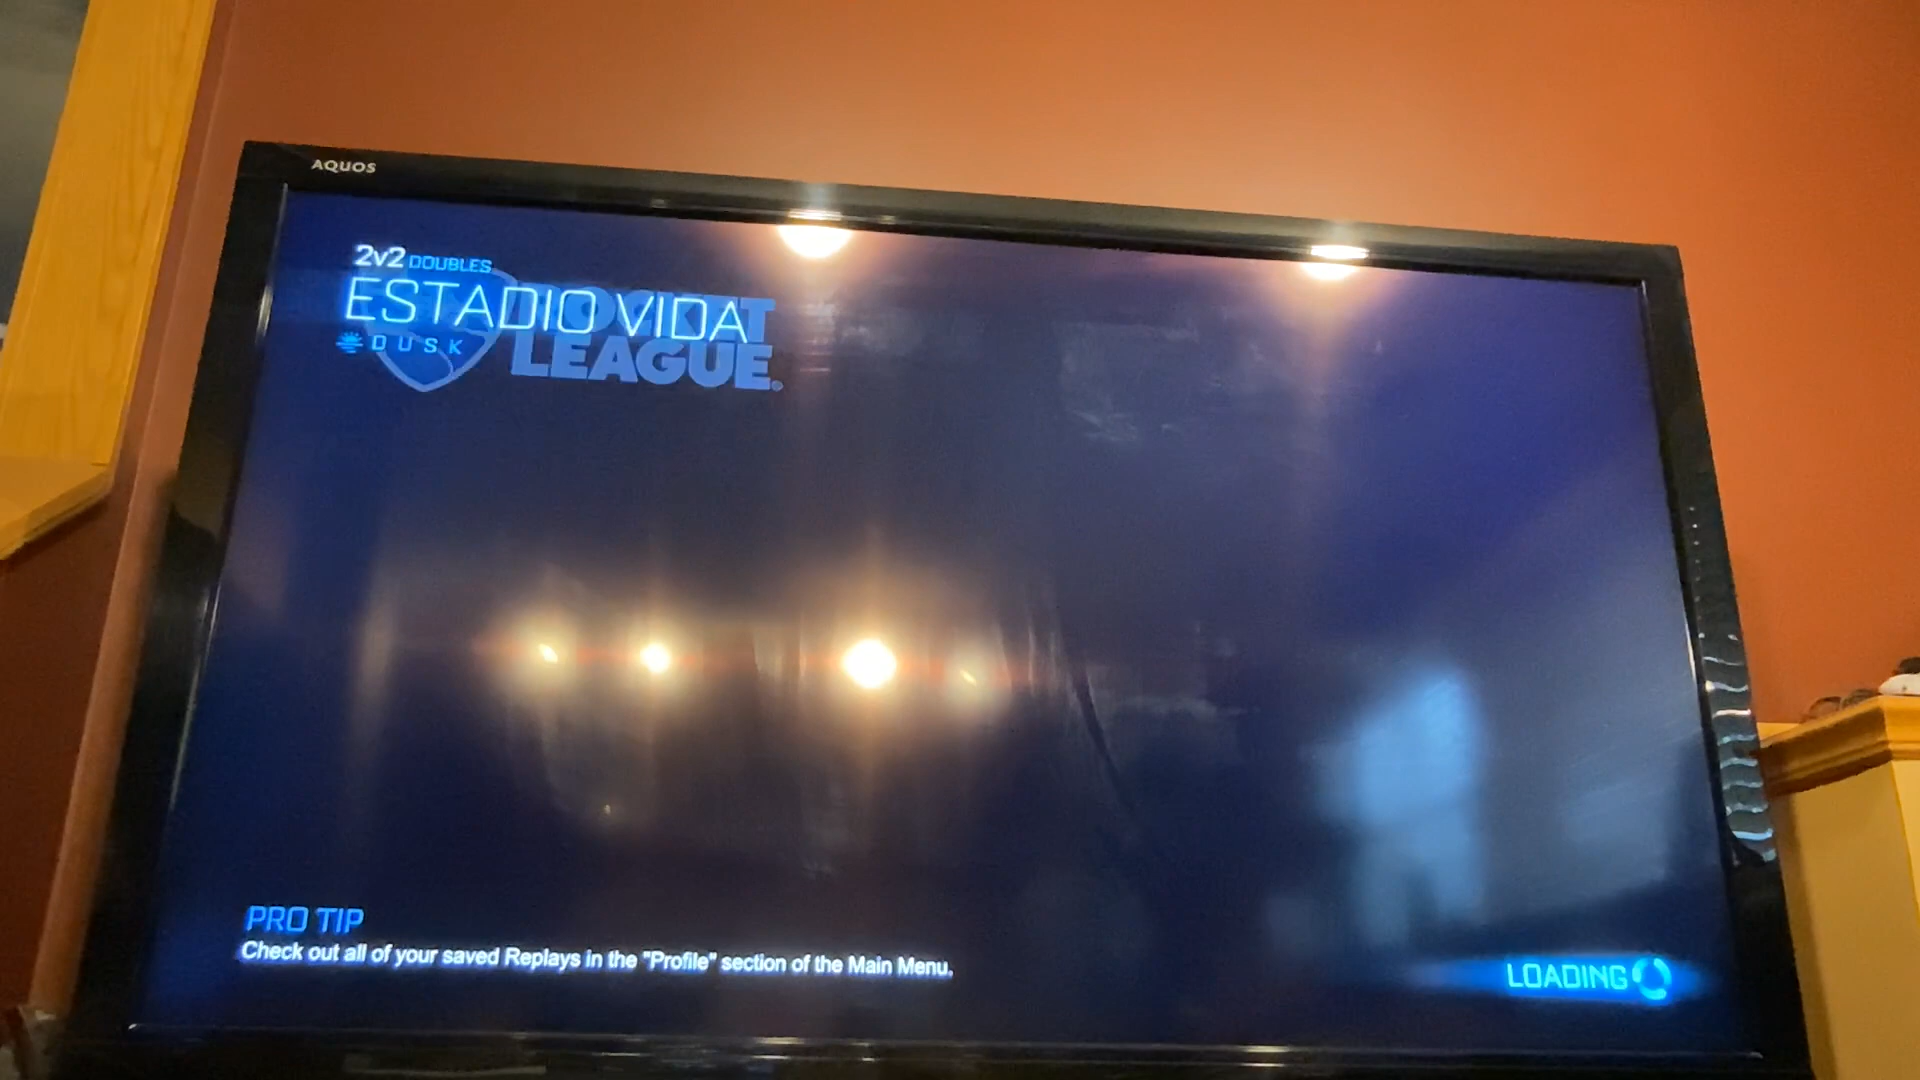 AQUOS
2v2 DOUBLES
ESTADIO VIDA
DUSK
ROCKET
LEAGUE.
PRO TIP
Check out all of your saved Replays in the "Profile" section of the Main Menu.
LOADING